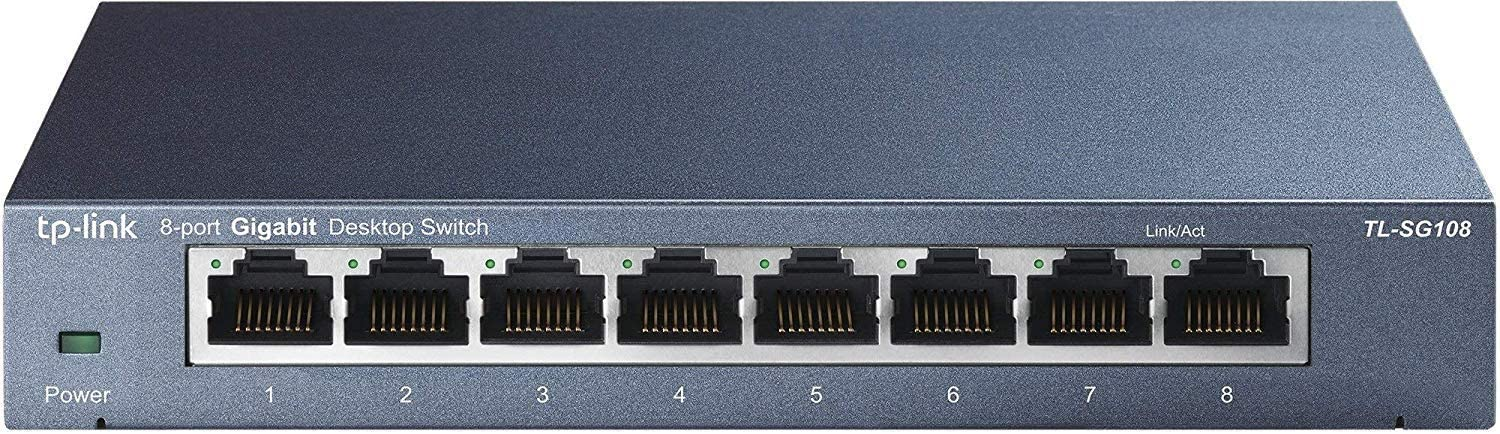 tp-link 8-port Gigabit Desktop Switch
Link/Act
TL-SG108
Power 1 2 3 4 5 6 7 8